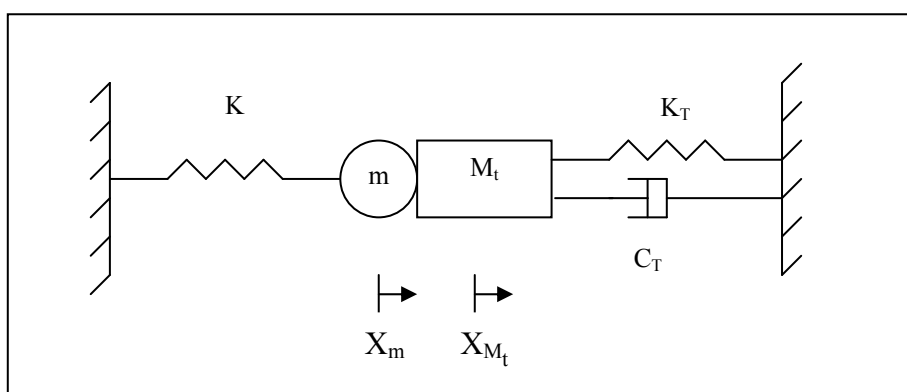 K
K_T
m
M_t
C_T
X_m
X_{M_t}